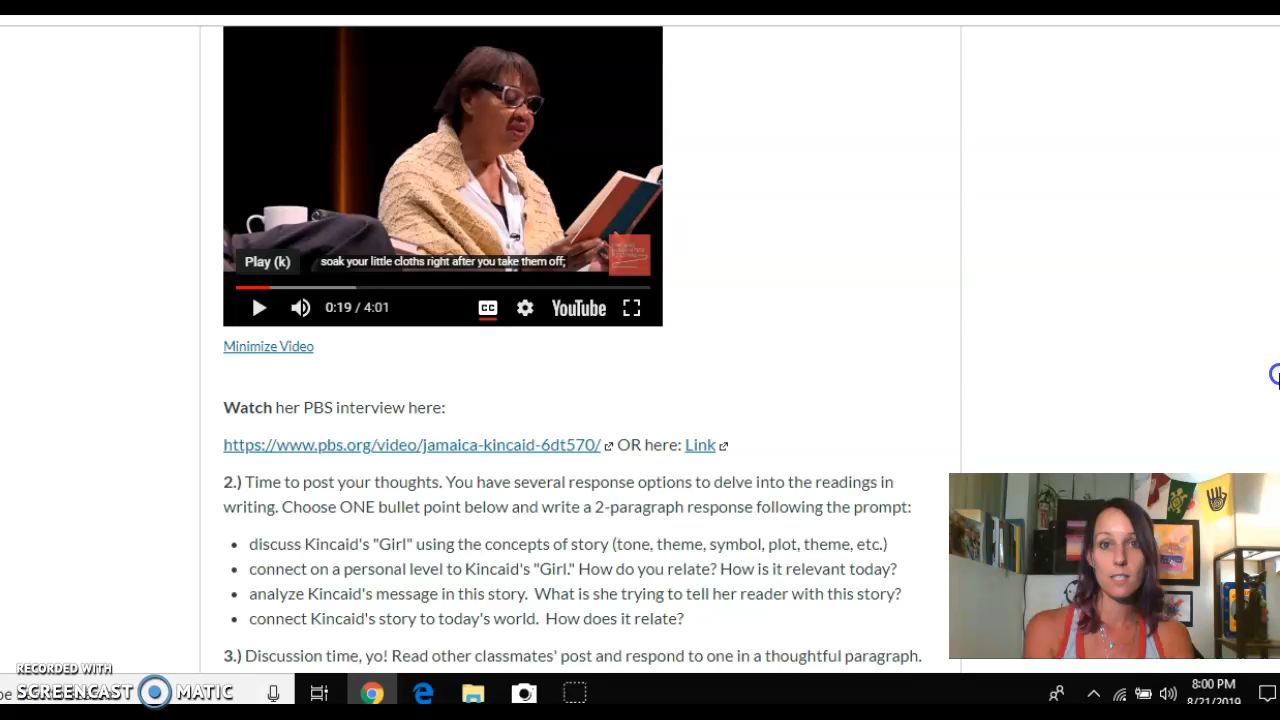 Play (k)
soak your little cloths right after you take them off;
0:19 / 4:01
CC
YouTube
Minimize Video
Watch her PBS interview here:
https://www.pbs.org/video/jamaica-kincaid-6dt570/ OR here: Link
2.) Time to post your thoughts. You have several response options to delve into the readings in
writing. Choose ONE bullet point below and write a 2-paragraph response following the prompt:
• discuss Kincaid's "Girl" using the concepts of story (tone, theme, symbol, plot, theme, etc.)
• connect on a personal level to Kincaid's "Girl." How do you relate? How is it relevant today?
• analyze Kincaid's message in this story. What is she trying to tell her reader with this story?
• connect Kincaid's story to today's world. How does it relate?
3.) Discussion time, yo! Read other classmates' post and respond to one in a thoughtful paragraph.
RECORDED WITH
SCREENCAST MATIC
8:00 PM
8/21/2019